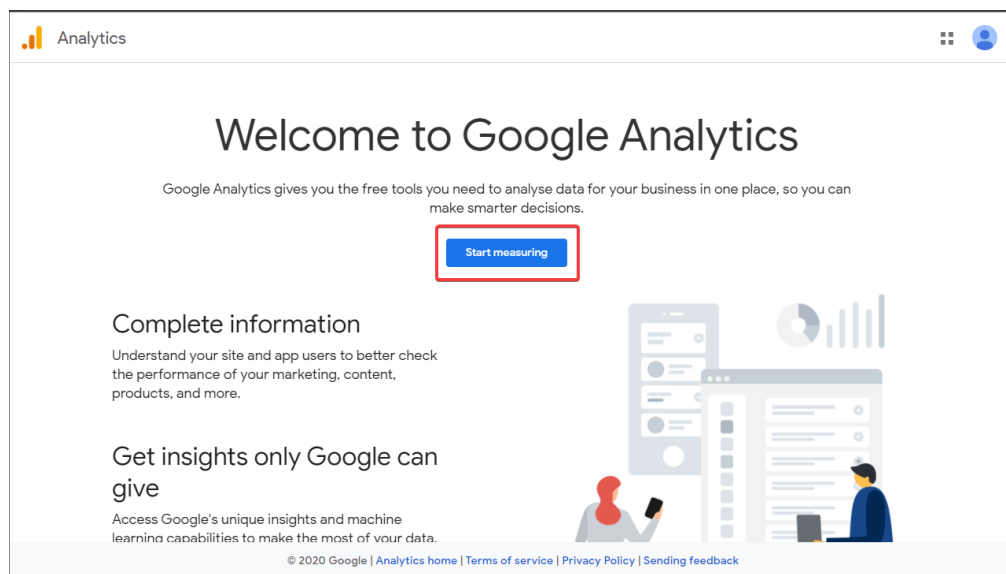 Analytics
Welcome to Google Analytics
Google Analytics gives you the free tools you need to analyse data for your business in one place, so you can
make smarter decisions.
Start measuring
Complete information
Understand your site and app users to better check
the performance of your marketing, content,
products, and more.
Get insights only Google can
give
Access Google's unique insights and machine
learning capabilities to make the most of your data.
© 2020 Google | Analytics home | Terms of service | Privacy Policy | Sending feedback